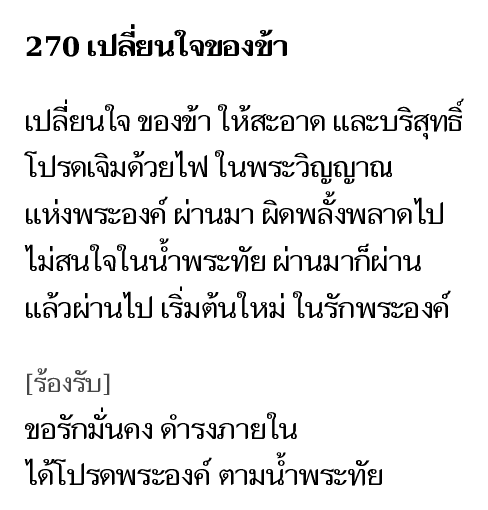 270 เปลี่ยนใจของข้า
เปลี่ยนใจ ของข้า ให้สะอาด และบริสุทธิ์
โปรดเจิมด้วยไฟ ในพระวิญญาณ
แห่งพระองค์ ผ่านมา ผิดพลั้งพลาดไป
ไม่สนใจในน้ำพระทัย ผ่านมาก็ผ่าน
แล้วผ่านไป เริ่มต้นใหม่ ในรักพระองค์
[ร้องรับ]
ขอรักมั่นคง ดำรงภายใน
ได้โปรดพระองค์ ตามน้ำพระทัย